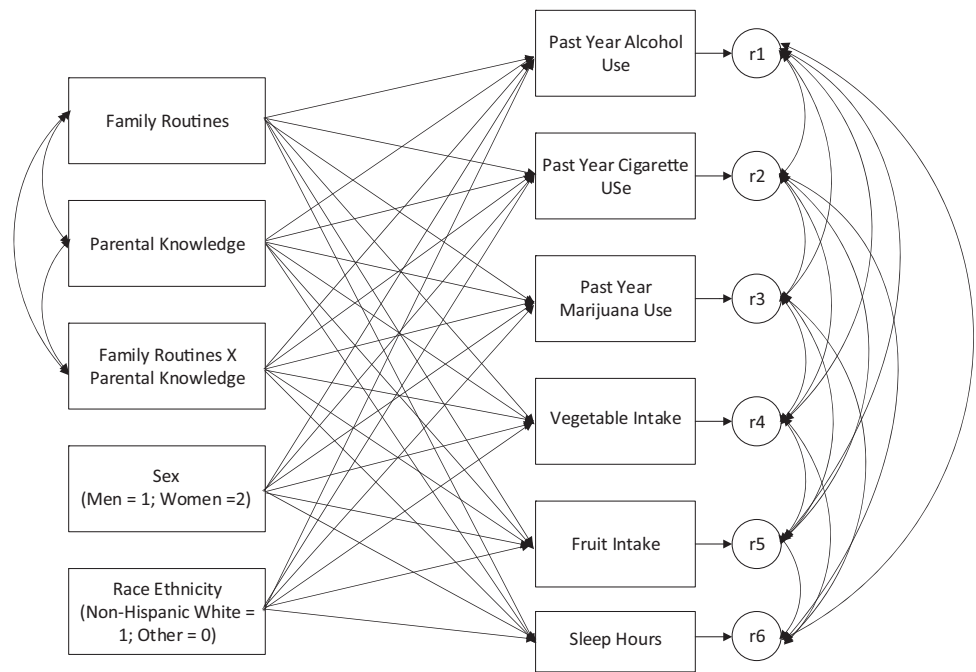 Family Routines
Parental Knowledge
Family Routines X
Parental Knowledge
Sex
(Men = 1; Women =2)
Race Ethnicity
(Non-Hispanic White =
1; Other = 0)
Past Year Alcohol
Use
Past Year Cigarette
USe
Past Year
Marijuana Use
Vegetable Intake
Fruit Intake
Sleep Hours
r1
r2
r3
r4
r5
r6